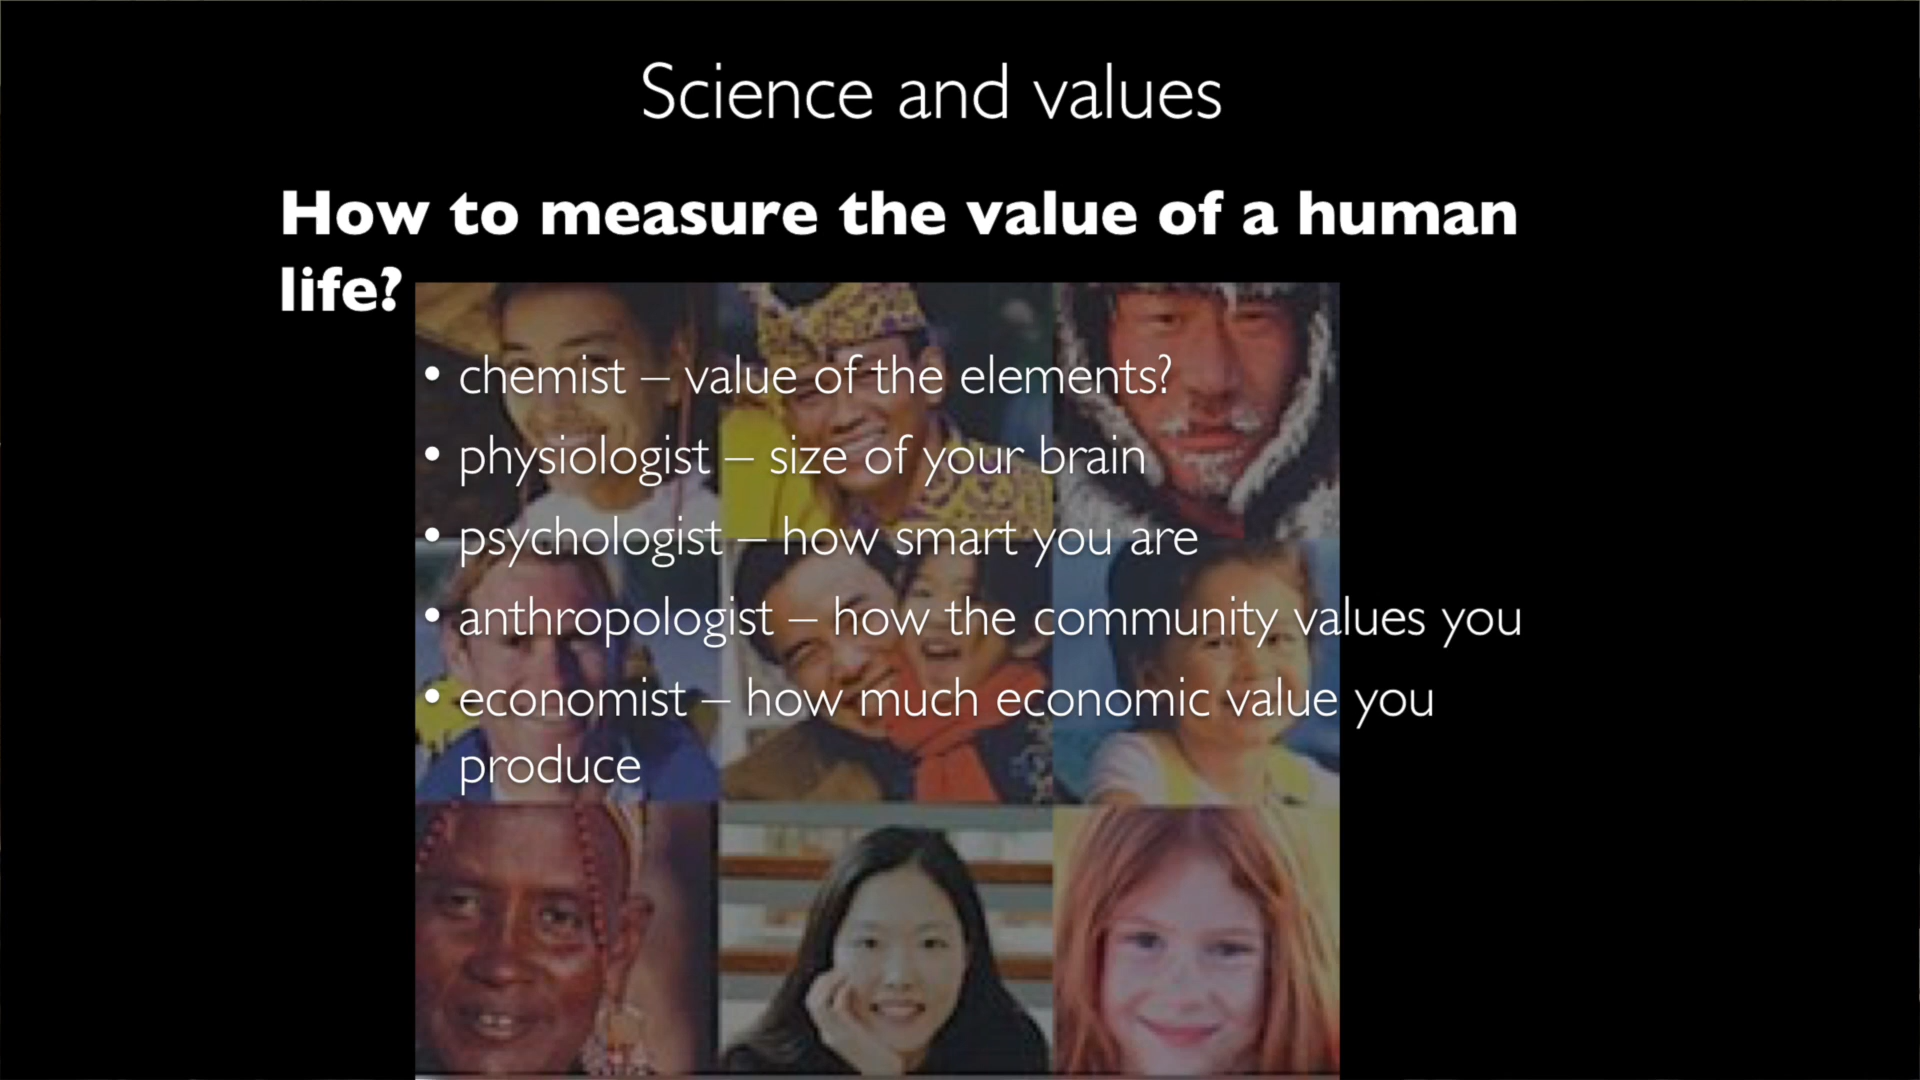 Science and values
How to measure the value of a human
life?
• chemist – value of the elements?
• physiologist – size of your brain
• psychologist – how smart you are
• anthropologist – how the community values you
• economist – how much economic value you
produce